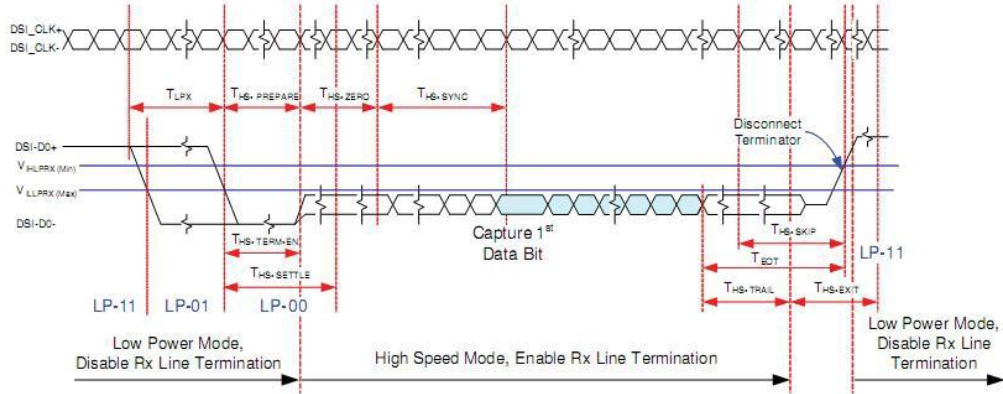 DSI_CLK+
DSI_CLK-
TLPX
THS-PREPARE
THS-ZERO
THS-SYNC
DSI-D0+
VIHLPRX (Min)
VILLPRX (Max)
DSI-D0-
Disconnect
Terminator
Capture 1st
Data Bit
THS-TERM-EN
THS-SETTLE
THS-SKIP
TEOT
LP-11
THS-TRAIL
THS-EXIT
LP-11
LP-01
LP-00
Low Power Mode,
Disable Rx Line Termination
High Speed Mode, Enable Rx Line Termination
Low Power Mode,
Disable Rx Line
Termination